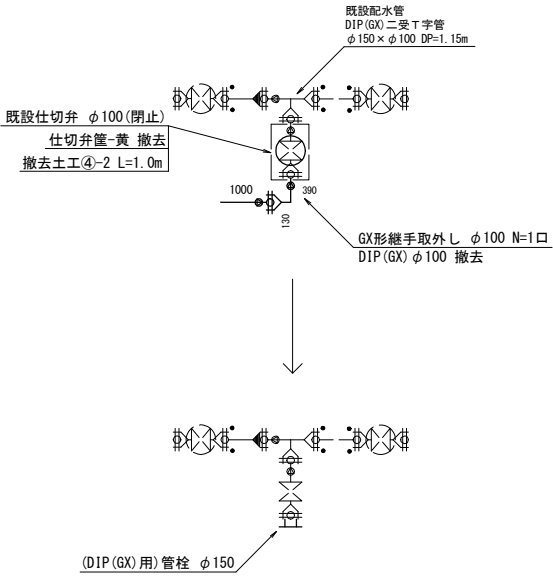 既設配水管
DIP(GX)二受T字管
φ150×φ100 DP=1.15m
既設仕切弁 φ100(閉止)
仕切弁筐-黄 撤去
撤去土工④-2 L=1.0m
1000
390
130
GX形継手取外し φ100 N=1口
DIP(GX)φ100 撤去
(DIP(GX)用)管栓 φ150